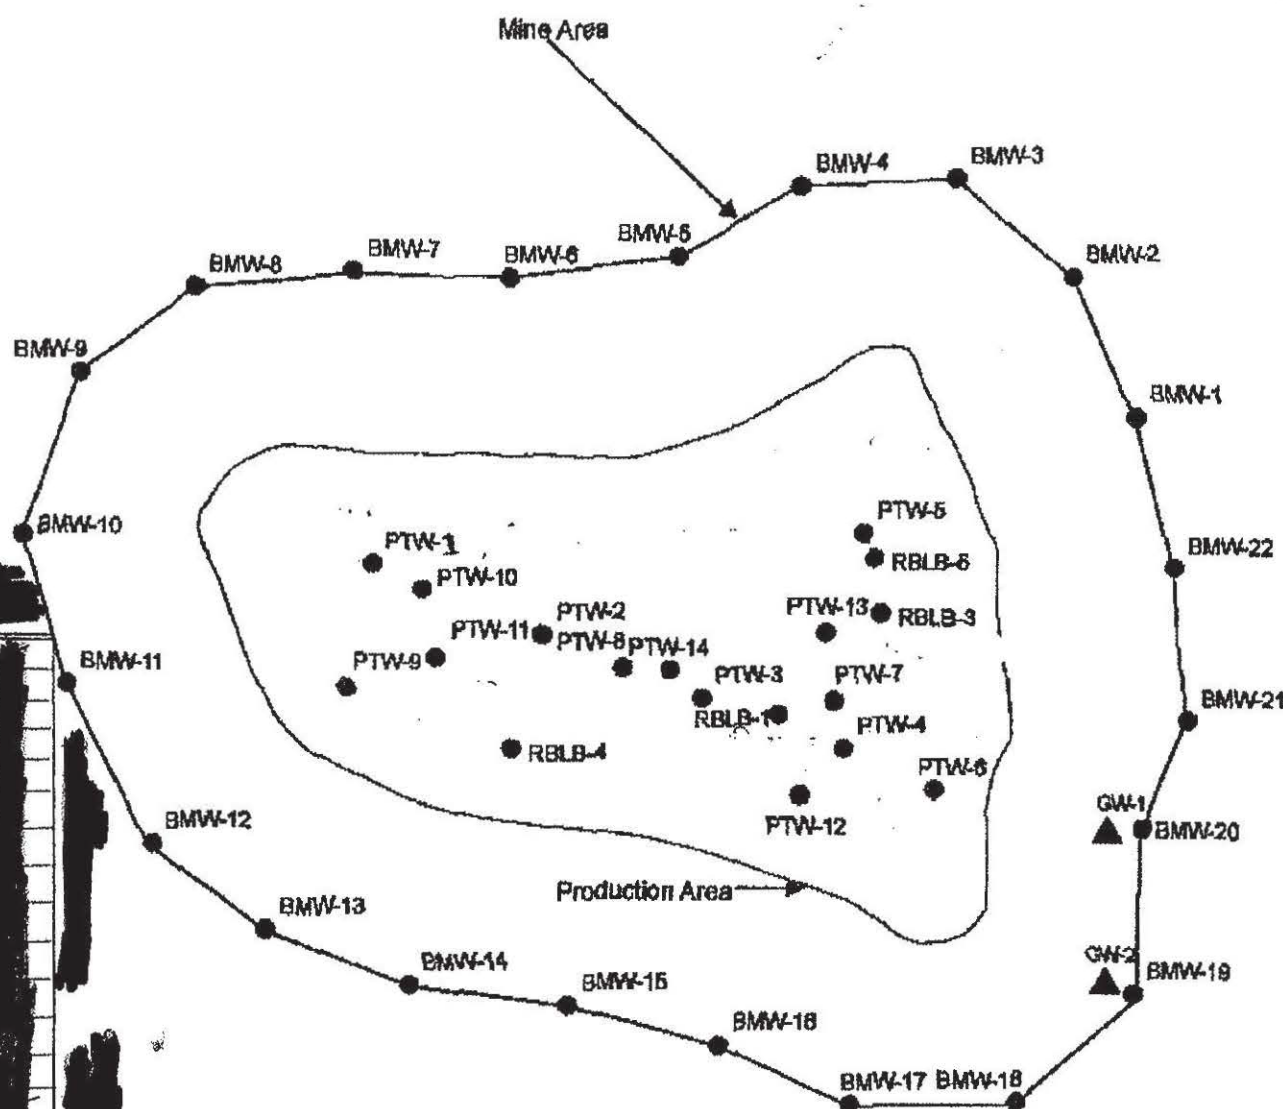 Mine Area
BMW-4
BMW-3
BMW-5
BMW-7
BMW-6
BMW-2
BMW-8
BMW-9
BMW-1
BMW-10
PTW-1
PTW-10
PTW-5
RBLB-5
BMW-22
PTW-2
PTW-13
RBLB-3
PTW-11
PTW-8
PTW-14
BMW-11
PTW-9
PTW-3
PTW-7
RBLB-1
BMW-21
PTW-4
RBLB-4
PTW-6
GW-1
BMW-12
PTW-12
BMW-20
Production Area
BMW-13
BMW-14
GW-2
BMW-15
BMW-19
BMW-16
BMW-17
BMW-18